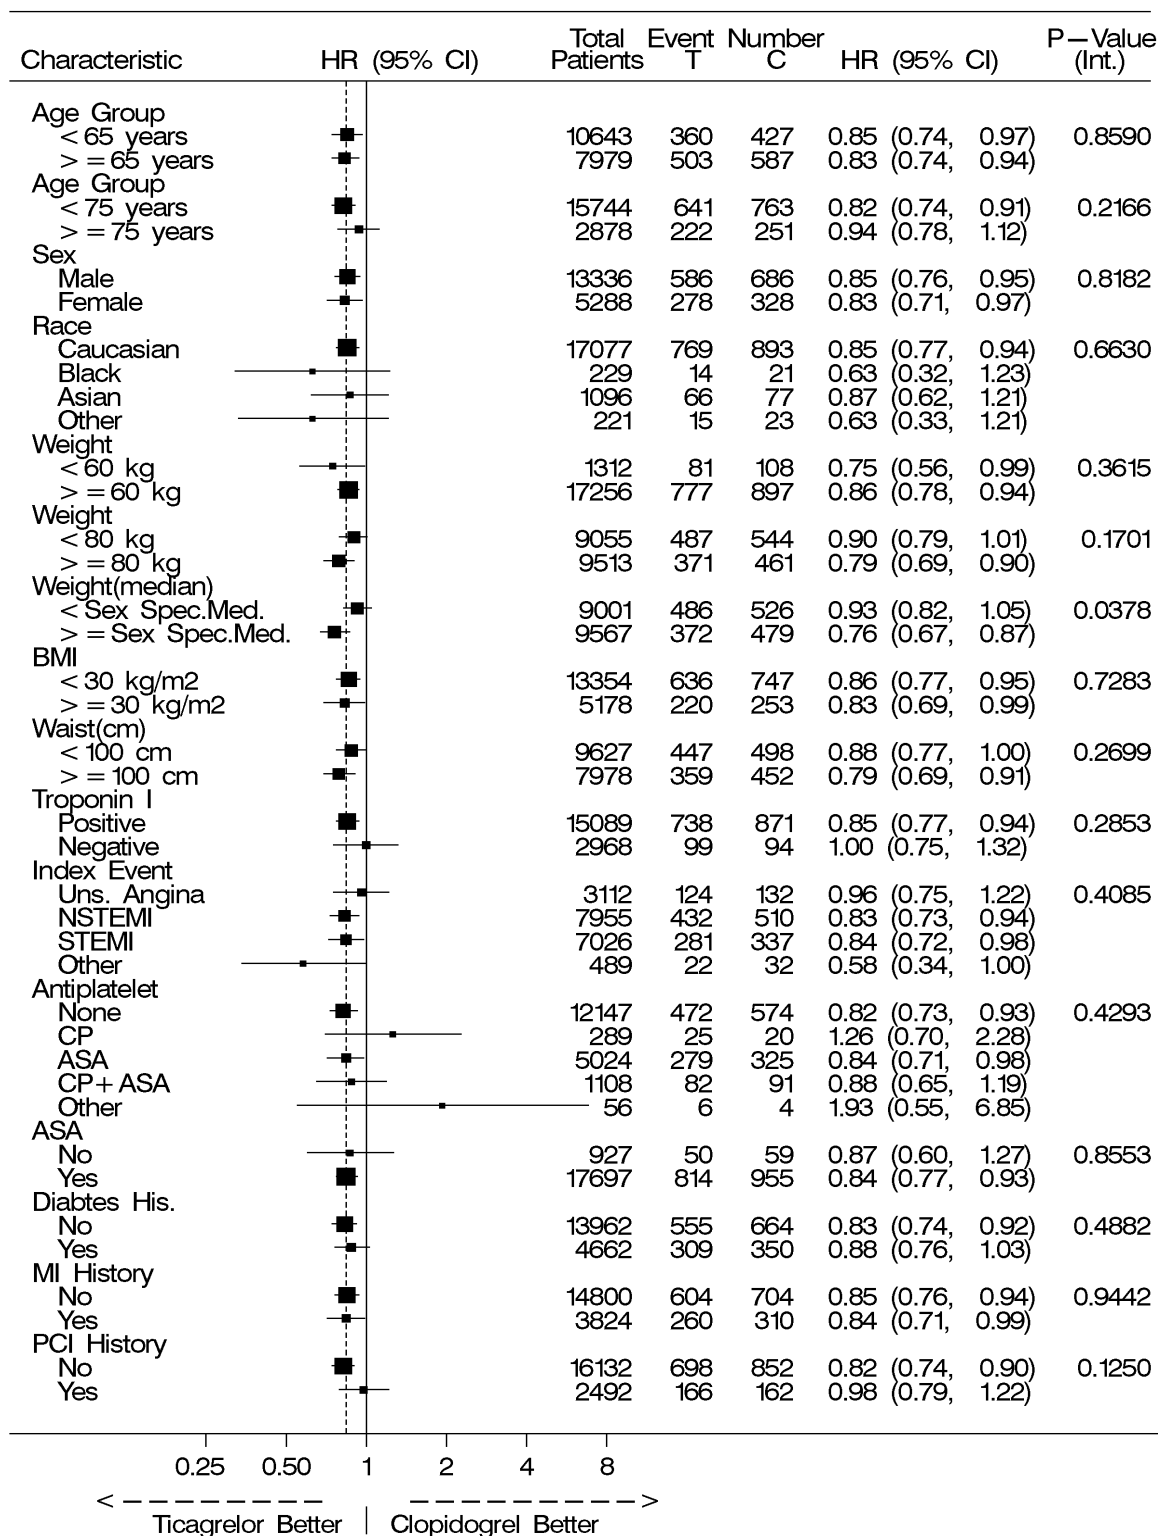 Total Event Number P–Value
Characteristic HR (95% CI) Patients T C HR (95% CI) (Int.)
Age Group
<65 years 10643 360 427 0.85 (0.74, 0.97) 0.8590
>=65 years 7979 503 587 0.83 (0.74, 0.94)
Age Group
<75 years 15744 641 763 0.82 (0.74, 0.91) 0.2166
>=75 years 2878 222 251 0.94 (0.78, 1.12)
Sex
Male 13336 586 686 0.85 (0.76, 0.95) 0.8182
Female 5288 278 328 0.83 (0.71, 0.97)
Race
Caucasian 17077 769 893 0.85 (0.77, 0.94) 0.6630
Black 229 14 21 0.63 (0.32, 1.23)
Asian 1096 66 77 0.87 (0.62, 1.21)
Other 221 15 23 0.63 (0.33, 1.21)
Weight
<60 kg 1312 81 108 0.75 (0.56, 0.99) 0.3615
>=60 kg 17256 777 897 0.86 (0.78, 0.94)
Weight
<80 kg 9055 487 544 0.90 (0.79, 1.01) 0.1701
>=80 kg 9513 371 461 0.79 (0.69, 0.90)
Weight(median)
<Sex Spec.Med. 9001 486 526 0.93 (0.82, 1.05) 0.0378
>=Sex Spec.Med. 9567 372 479 0.76 (0.67, 0.87)
BMI
<30 kg/m2 13354 636 747 0.86 (0.77, 0.95) 0.7283
>=30 kg/m2 5178 220 253 0.83 (0.69, 0.99)
Waist(cm)
<100 cm 9627 447 498 0.88 (0.77, 1.00) 0.2699
>=100 cm 7978 359 452 0.79 (0.69, 0.91)
Troponin I
Positive 15089 738 871 0.85 (0.77, 0.94) 0.2853
Negative 2968 99 94 1.00 (0.75, 1.32)
Index Event
Uns. Angina 3112 124 132 0.96 (0.75, 1.22) 0.4085
NSTEMI 7955 432 510 0.83 (0.73, 0.94)
STEMI 7026 281 337 0.84 (0.72, 0.98)
Other 489 22 32 0.58 (0.34, 1.00)
Antiplatelet
None 12147 472 574 0.82 (0.73, 0.93) 0.4293
CP 289 25 20 1.26 (0.70, 2.28)
ASA 5024 279 325 0.84 (0.71, 0.98)
CP+ASA 1108 82 91 0.88 (0.65, 1.19)
Other 56 6 4 1.93 (0.55, 6.85)
ASA
No 927 50 59 0.87 (0.60, 1.27) 0.8553
Yes 17697 814 955 0.84 (0.77, 0.93)
Diabtes His.
No 13962 555 664 0.83 (0.74, 0.92) 0.4882
Yes 4662 309 350 0.88 (0.76, 1.03)
MI History
No 14800 604 704 0.85 (0.76, 0.94) 0.9442
Yes 3824 260 310 0.84 (0.71, 0.99)
PCI History
No 16132 698 852 0.82 (0.74, 0.90) 0.1250
Yes 2492 166 162 0.98 (0.79, 1.22)
0.25 0.50 1 2 4 8
Ticagrelor Better Clopidogrel Better